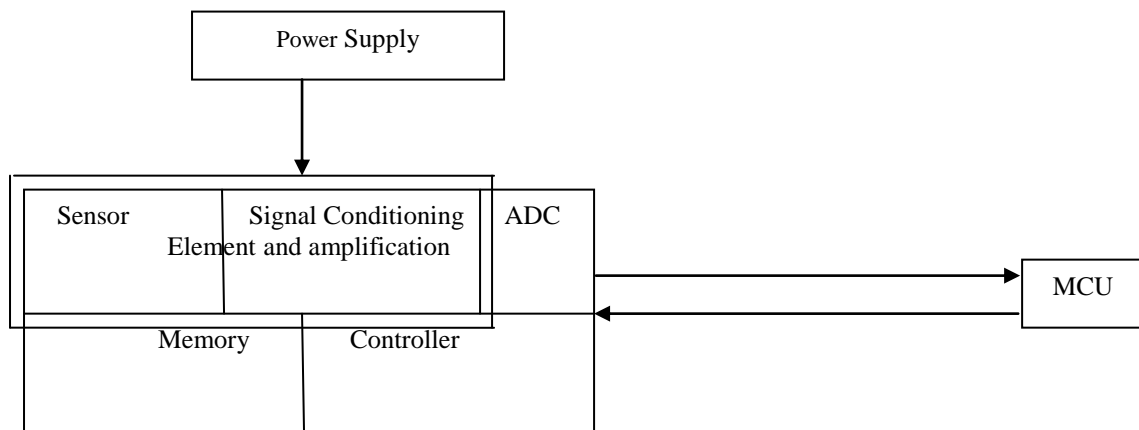 Power Supply
Sensor Signal Conditioning ADC
Element and amplification
MCU
Memory Controller